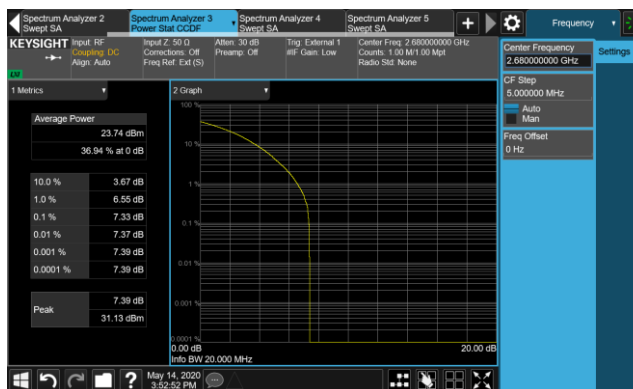 Spectrum Analyzer 2
Swept SA
Spectrum Analyzer 3
Power Stat CCDF
Spectrum Analyzer 4
Swept SA
Spectrum Analyzer 5
Swept SA
+
Frequency
KEYSIGHT
Input: RF
Coupling: DC
Align: Auto
Input Z: 50 Ω
Corrections: Off
Freq Ref: Ext (S)
Atten: 30 dB
Preamp: Off
Trig: External 1
#IF Gain: Low
Center Freq: 2.680000000 GHz
Counts: 1.00 M/1.00 Mpt
Radio Std: None
Center Frequency
2.680000000 GHz
Settings
CF Step
5.000000 MHz
Auto
Man
Freq Offset
0 Hz
1 Metrics
Average Power
23.74 dBm
36.94 % at 0 dB
10.0 % 3.67 dB
1.0 % 6.55 dB
0.1 % 7.33 dB
0.01 % 7.37 dB
0.001 % 7.39 dB
0.0001 % 7.39 dB
Peak
7.39 dB
31.13 dBm
2 Graph
100 %
10 %
1 %
0.1 %
0.01 %
0.001 %
0.0001 %
0.00 dB
20.00 dB
Info BW 20.000 MHz
?
May 14, 2020
3:52:52 PM